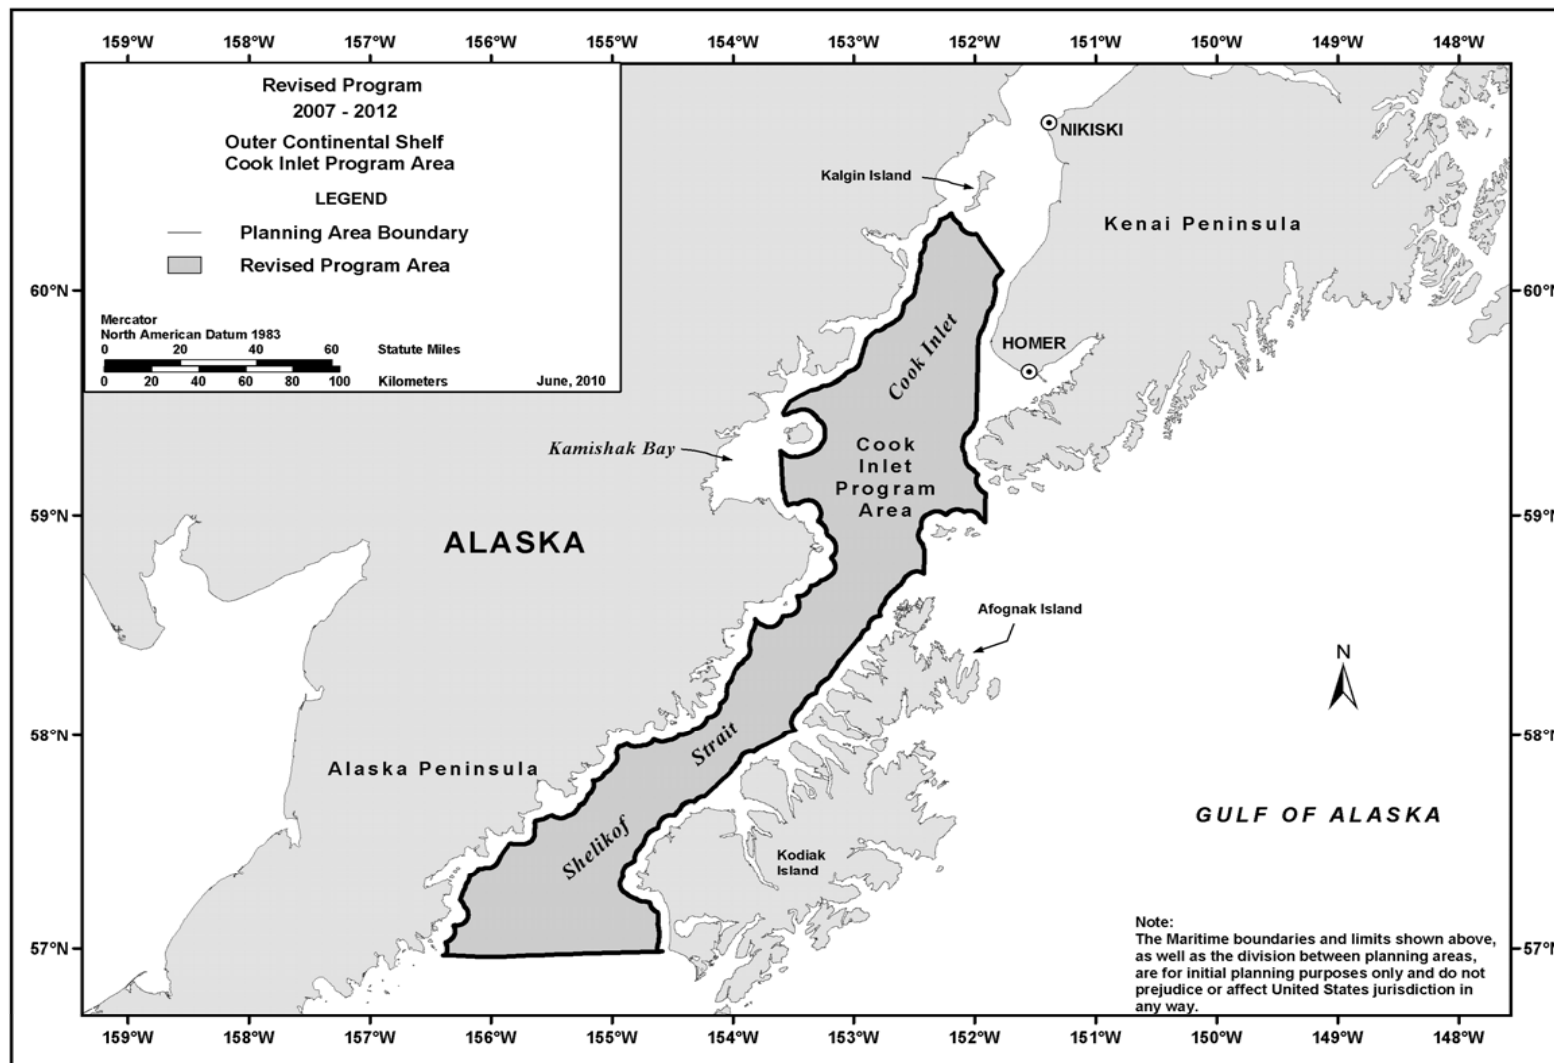 159°W 158°W 157°W 156°W 155°W 154°W 153°W 152°W 151°W 150°W 149°W 148°W
Revised Program
2007 - 2012
Outer Continental Shelf
Cook Inlet Program Area
LEGEND
Planning Area Boundary
Revised Program Area
Mercator
North American Datum 1983
0 20 40 60 Statute Miles
0 20 40 60 80 100 Kilometers
June, 2010
NIKISKI
Kalgin Island
Kenai Peninsula
60°N 60°N
Cook Inlet
HOMER
Kamishak Bay
Cook
Inlet
Program
Area
59°N 59°N
ALASKA
Afognak Island
N
58°N 58°N
Strait
Alaska Peninsula
Shelikof
GULF OF ALASKA
Kodiak
Island
57°N 57°N
Note:
The Maritime boundaries and limits shown above,
as well as the division between planning areas,
are for initial planning purposes only and do not
prejudice or affect United States jurisdiction in
any way.
159°W 158°W 157°W 156°W 155°W 154°W 153°W 152°W 151°W 150°W 149°W 148°W